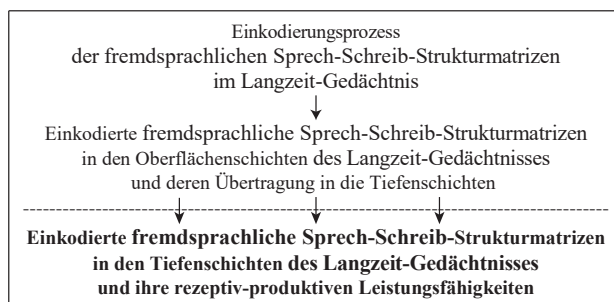 Einkodierungsprozess
der fremdsprachlichen Sprech-Schreib-Strukturmatrizen
im Langzeit-Gedächtnis
Einkodierte fremdsprachliche Sprech-Schreib-Strukturmatrizen
in den Oberflächenschichten des Langzeit-Gedächtnisses
und deren Übertragung in die Tiefenschichten
Einkodierte fremdsprachliche Sprech-Schreib-Strukturmatrizen
in den Tiefenschichten des Langzeit-Gedächtnisses
und ihre rezeptiv-produktiven Leistungsfähigkeiten